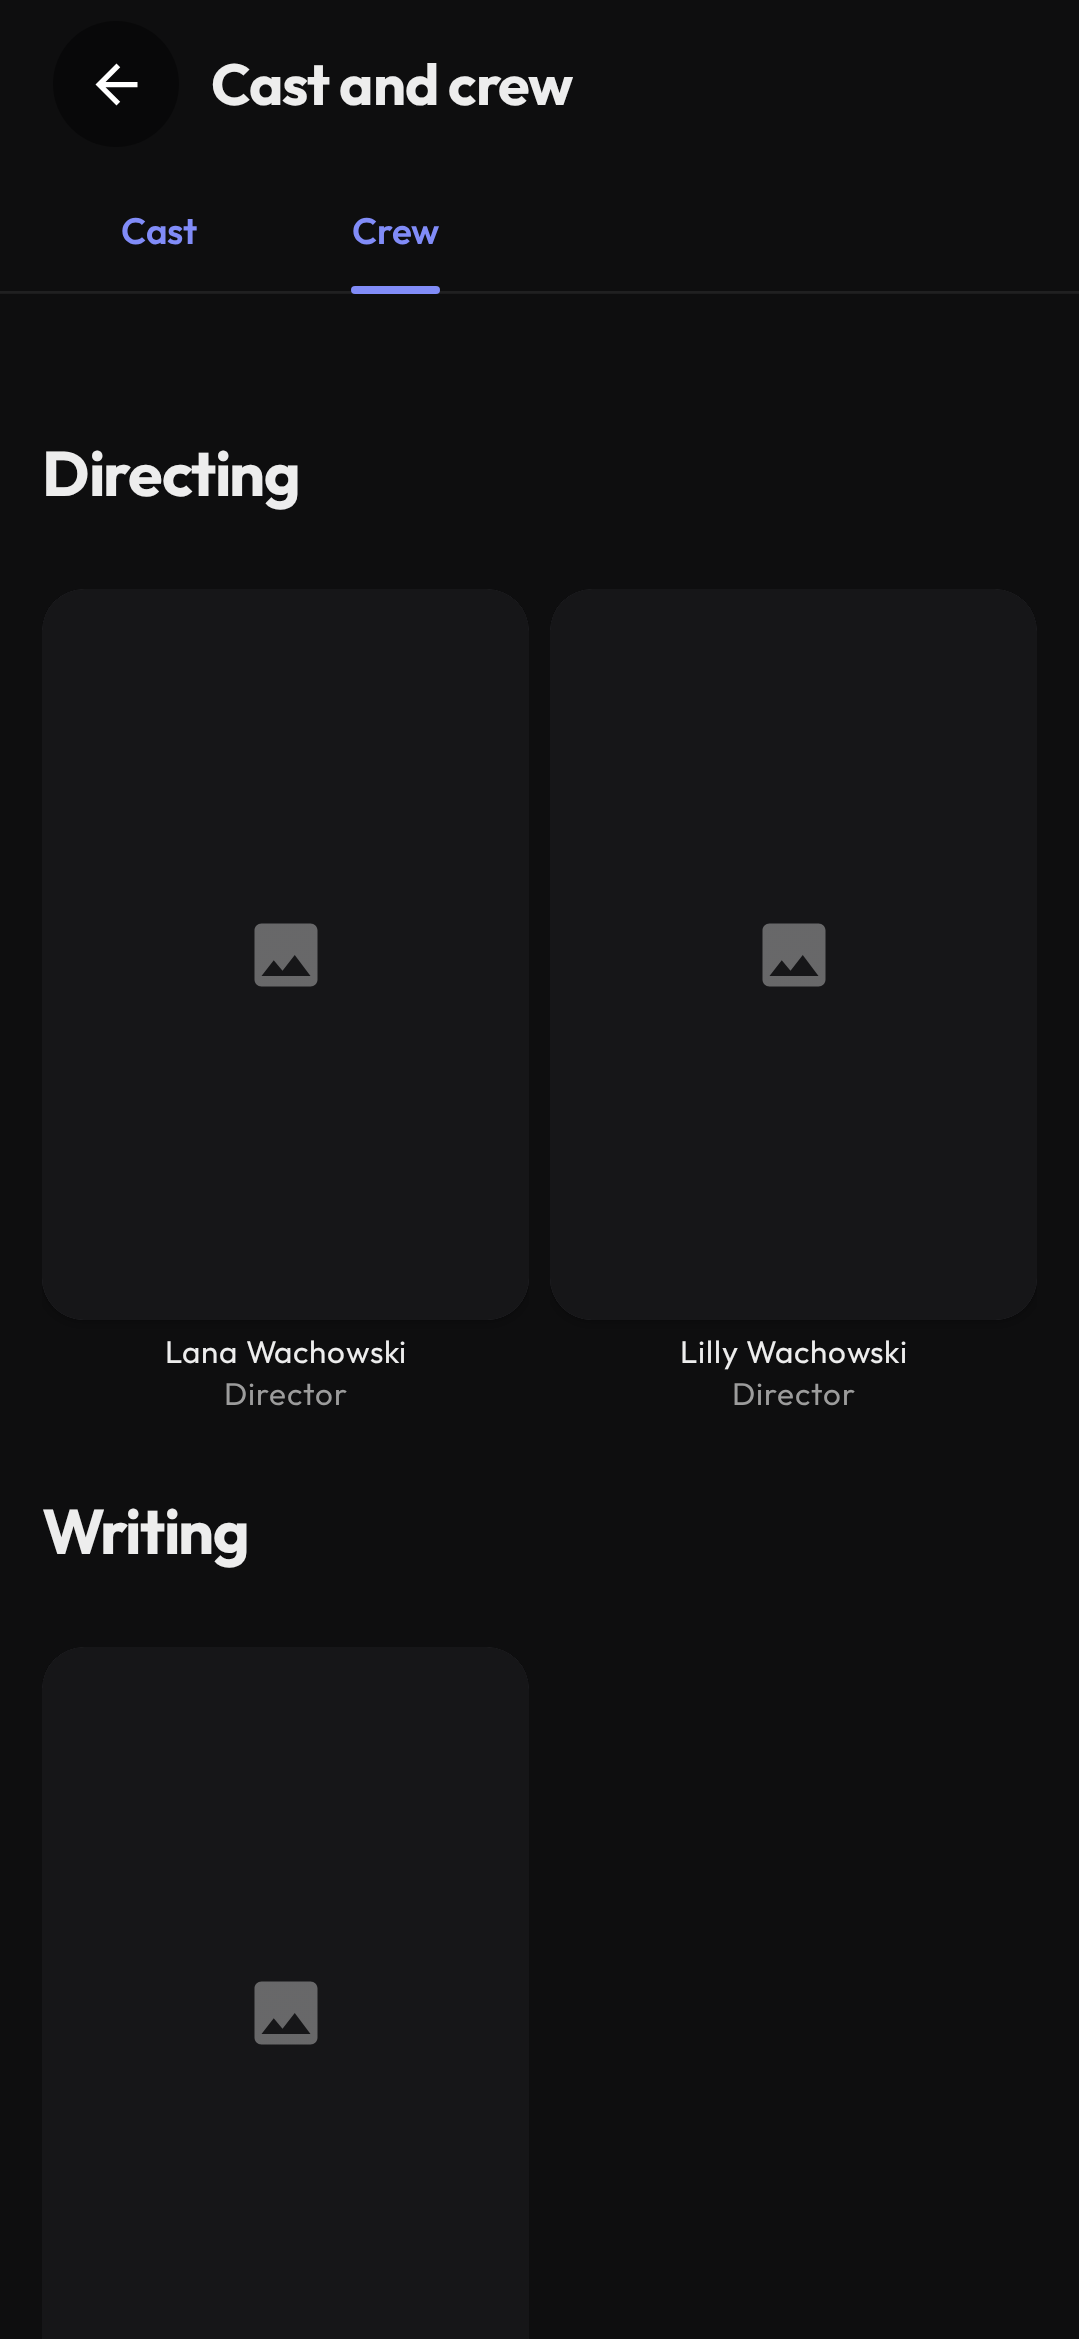 Cast and crew
Cast
Crew
Directing
Lana Wachowski
Director
Lilly Wachowski
Director
Writing